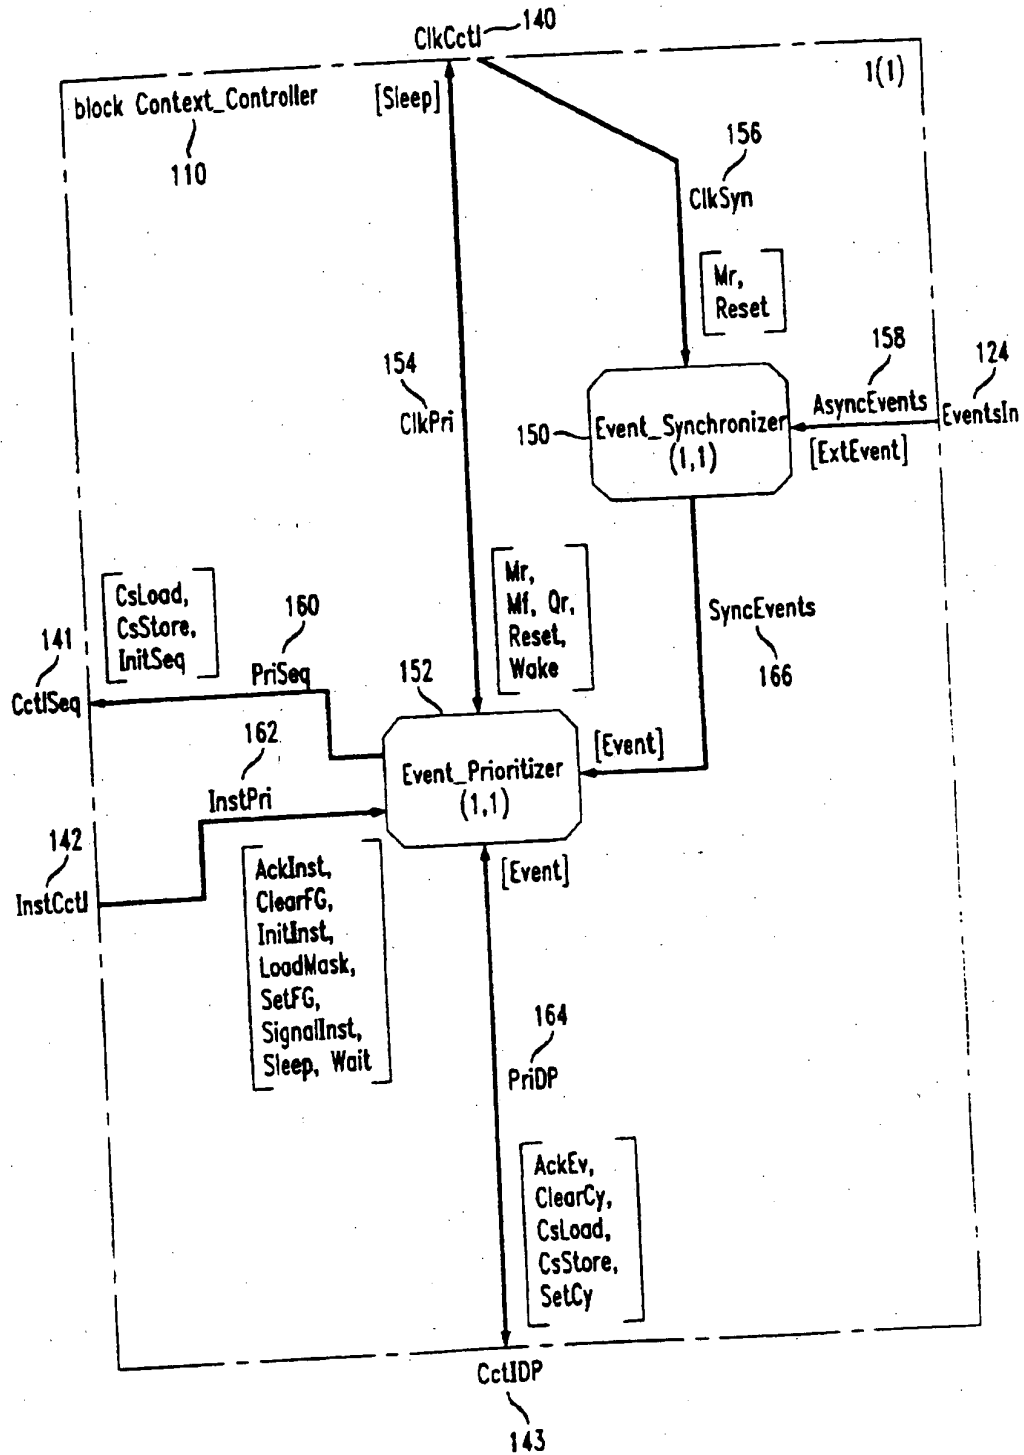 ClkCctl
140
1(1)
block Context_Controller
110
[Sleep]
156
ClkSyn
Mr,
Reset
158
124
AsyncEvents
EventsIn
[ExtEvent]
154
ClkPri
150
Event_Synchronizer
(1,1)
Mr,
Mf, Qr,
Reset,
Wake
SyncEvents
166
CsLoad,
CsStore,
InitSeq
160
PriSeq
141
CctlSeq
152
[Event]
162
InstPri
Event_Prioritizer
(1,1)
142
InstCctl
[Event]
AckInst,
ClearFG,
InitInst,
LoadMask,
SetFG,
SignalInst,
Sleep, Wait
164
PriDP
AckEv,
ClearCy,
CsLoad,
CsStore,
SetCy
CctlDP
143